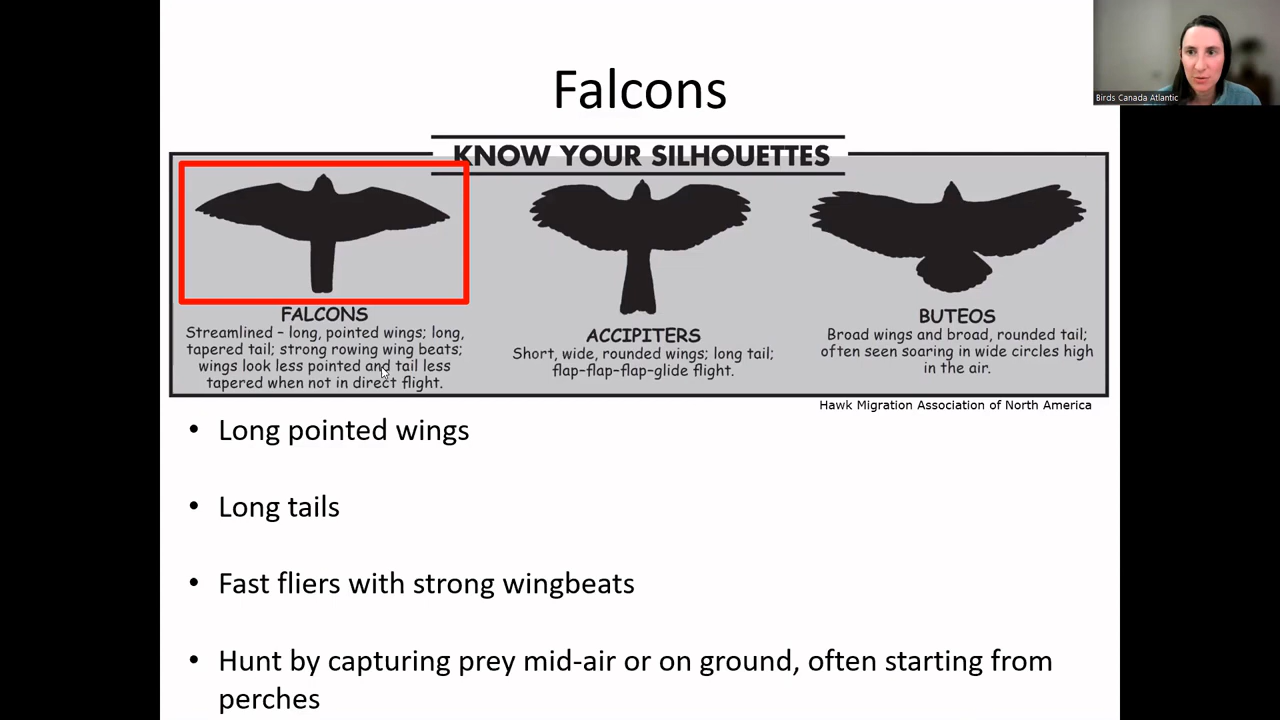 Falcons
Birds Canada Atlantic
KNOW YOUR SILHOUETTES
FALCONS
Streamlined – long, pointed wings; long,
tapered tail; strong rowing wing beats;
wings look less pointed and tail less
tapered when not in direct flight.
ACCIPITERS
Short, wide, rounded wings; long tail;
flap–flap–flap–glide flight.
BUTEOS
Broad wings and broad, rounded tail;
often seen soaring in wide circles high
in the air.
Hawk Migration Association of North America
• Long pointed wings
• Long tails
• Fast fliers with strong wingbeats
• Hunt by capturing prey mid-air or on ground, often starting from
perches